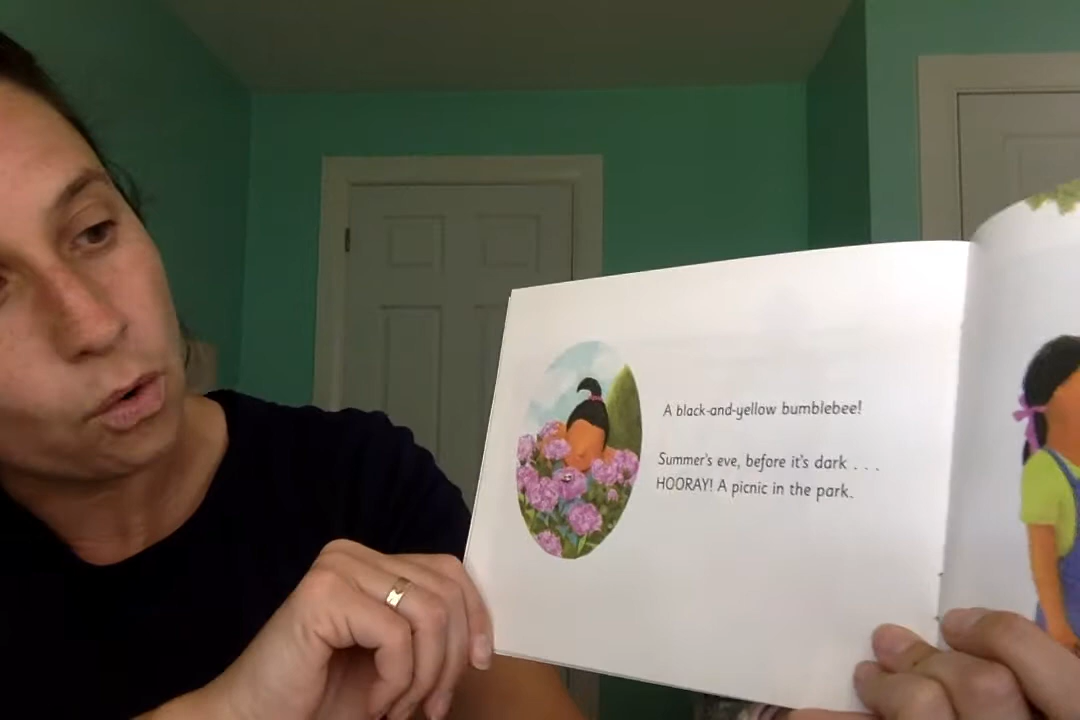 A black-and-yellow bumblebee!
Summer's eve, before it's dark . . .
HOORAY! A picnic in the park.